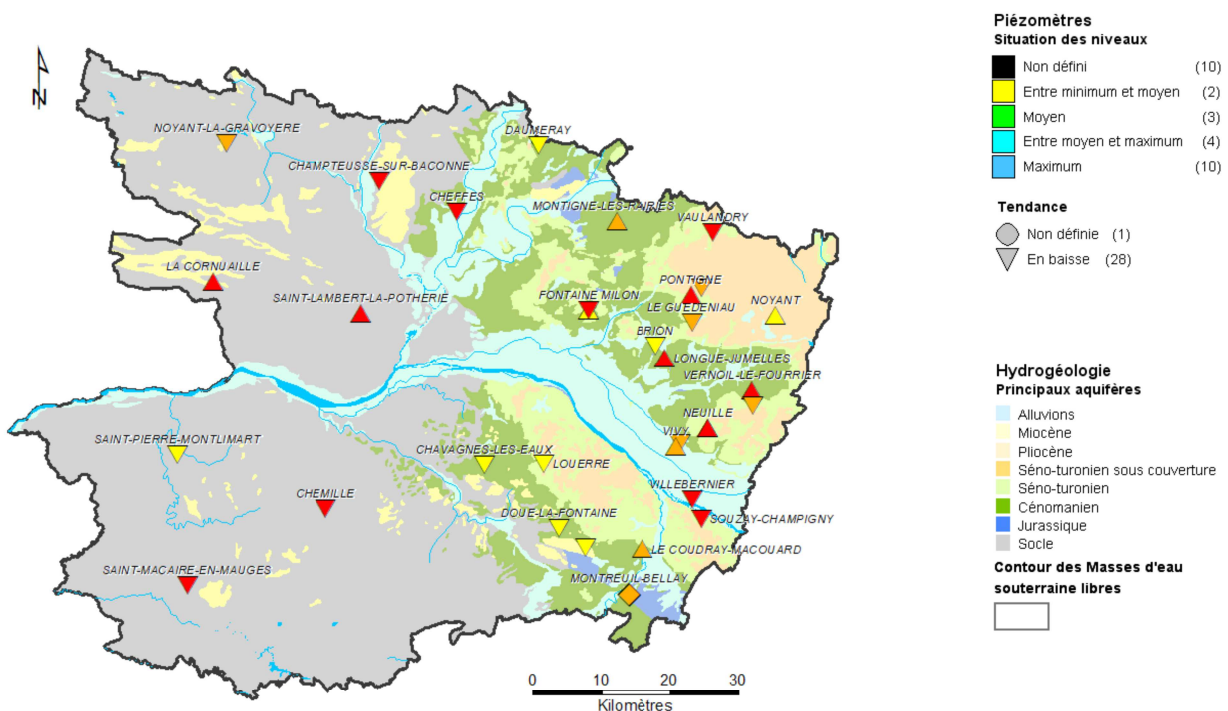 N
NOYANT-LA-GRAVOYERE
DAUMERAY
CHAMPTEUSSE-SUR-BACONNE
CHEFFES
MONTIGNE-LES-RAIRIES
VAULANDRY
LA CORNUAILLE
SAINT-LAMBERT-LA-POTHERIE
FONTAINE MILON
PONTIGNE
LE GUEDENIAU
NOYANT
BRION
LONGUE-JUMELLES
VERNOIL-LE-FOURRIER
NEUILLE
VIVY
SAINT-PIERRE-MONTLIMART
CHAVAGNES-LES-EAUX
LOUERRE
CHEMILLE
VILLEBERNIER
DOUE-LA-FONTAINE
SOUZAY-CHAMPIGNY
LE COUDRAY-MACOUARD
SAINT-MACAIRE-EN-MAUGES
MONTREUIL-BELLAY
0 10 20 30
Kilomètres
Piézomètres
Situation des niveaux
Non défini (10)
Entre minimum et moyen (2)
Moyen (3)
Entre moyen et maximum (4)
Maximum (10)
Tendance
Non définie (1)
En baisse (28)
Hydrogéologie
Principaux aquifères
Alluvions
Miocène
Pliocène
Séno-turonien sous couverture
Séno-turonien
Cénomanien
Jurassique
Socle
Contour des Masses d'eau
souterraine libres